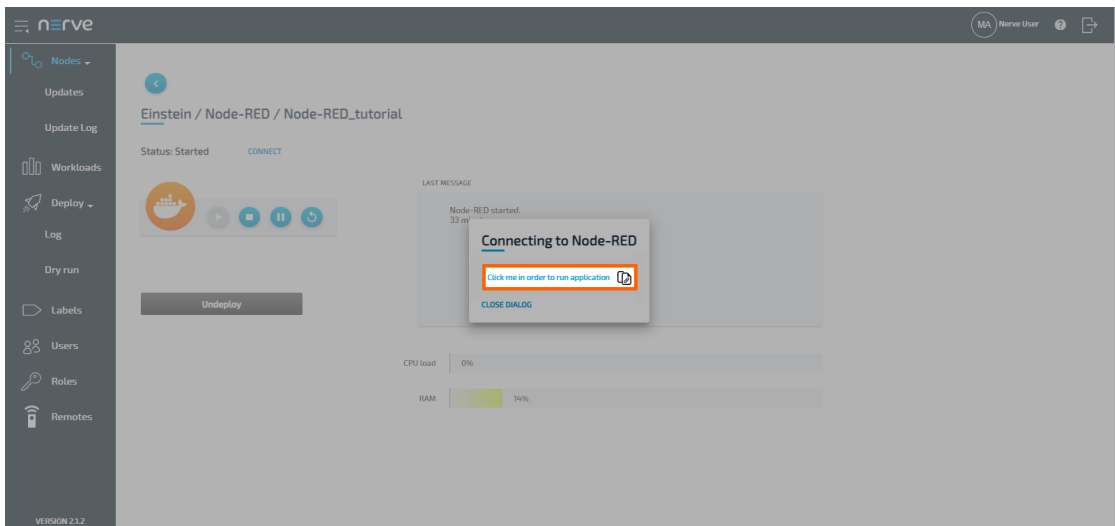 nerve
MA Nerve User
Nodes
Updates
Update Log
Workloads
Deploy
Log
Dry run
Labels
Users
Roles
Remotes
VERSION 2.1.2
Einstein / Node-RED / Node-RED_tutorial
Status: Started CONNECT
Undeploy
LAST MESSAGE
Node-RED started.
33 m
Connecting to Node-RED
Click me in order to run application
CLOSE DIALOG
CPU load 0%
RAM 14%